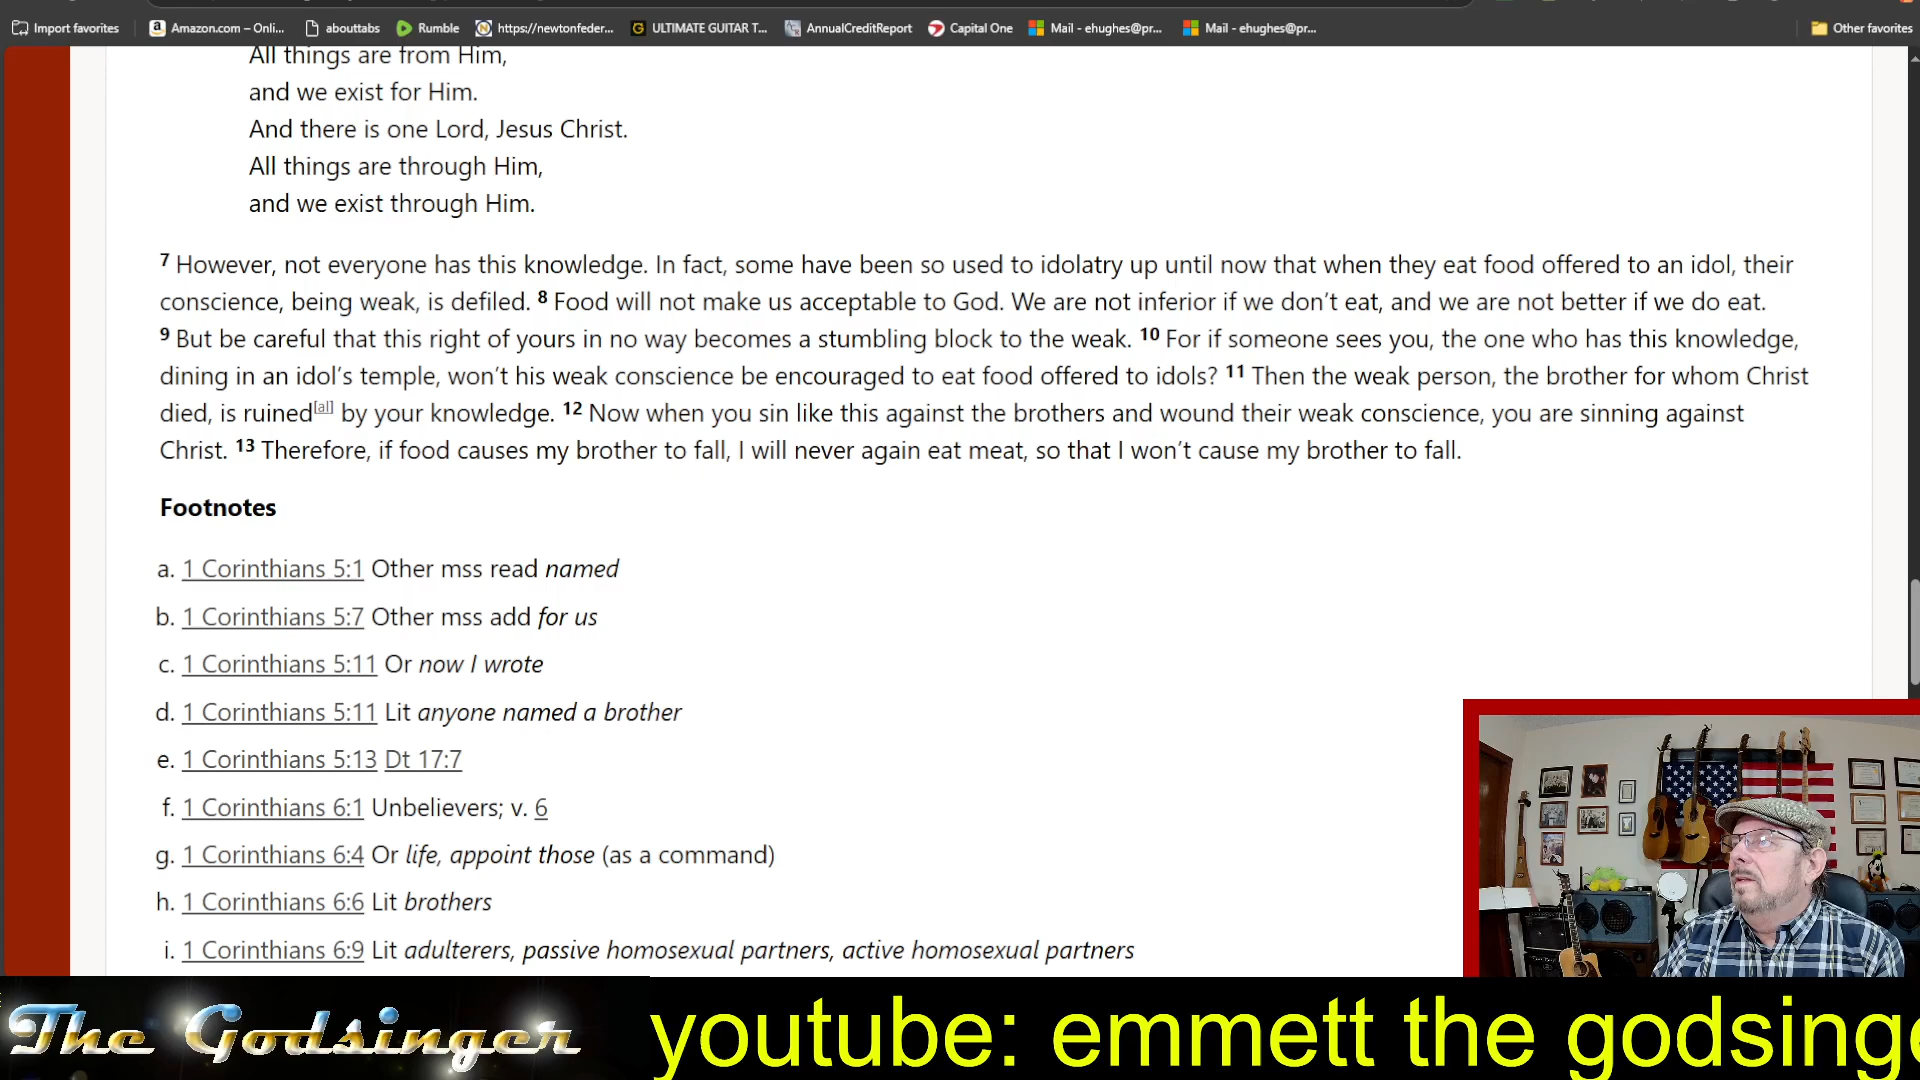 Import favorites
Amazon.com – Onli...
abouttabs
Rumble
https://newtonfeder...
ULTIMATE GUITAR T...
AnnualCreditReport
Capital One
Mail - ehughes@pr...
Mail - ehughes@pr...
Other favorites
All things are from Him,
and we exist for Him.
And there is one Lord, Jesus Christ.
All things are through Him,
and we exist through Him.
7 However, not everyone has this knowledge. In fact, some have been so used to idolatry up until now that when they eat food offered to an idol, their
conscience, being weak, is defiled. 8 Food will not make us acceptable to God. We are not inferior if we don’t eat, and we are not better if we do eat.
9 But be careful that this right of yours in no way becomes a stumbling block to the weak. 10 For if someone sees you, the one who has this knowledge,
dining in an idol’s temple, won’t his weak conscience be encouraged to eat food offered to idols? 11 Then the weak person, the brother for whom Christ
died, is ruined[al] by your knowledge. 12 Now when you sin like this against the brothers and wound their weak conscience, you are sinning against
Christ. 13 Therefore, if food causes my brother to fall, I will never again eat meat, so that I won’t cause my brother to fall.
Footnotes
a. 1 Corinthians 5:1 Other mss read named
b. 1 Corinthians 5:7 Other mss add for us
c. 1 Corinthians 5:11 Or now I wrote
d. 1 Corinthians 5:11 Lit anyone named a brother
e. 1 Corinthians 5:13 Dt 17:7
f. 1 Corinthians 6:1 Unbelievers; v. 6
g. 1 Corinthians 6:4 Or life, appoint those (as a command)
h. 1 Corinthians 6:6 Lit brothers
i. 1 Corinthians 6:9 Lit adulterers, passive homosexual partners, active homosexual partners
The Godsinger
youtube: emmett the godsinge